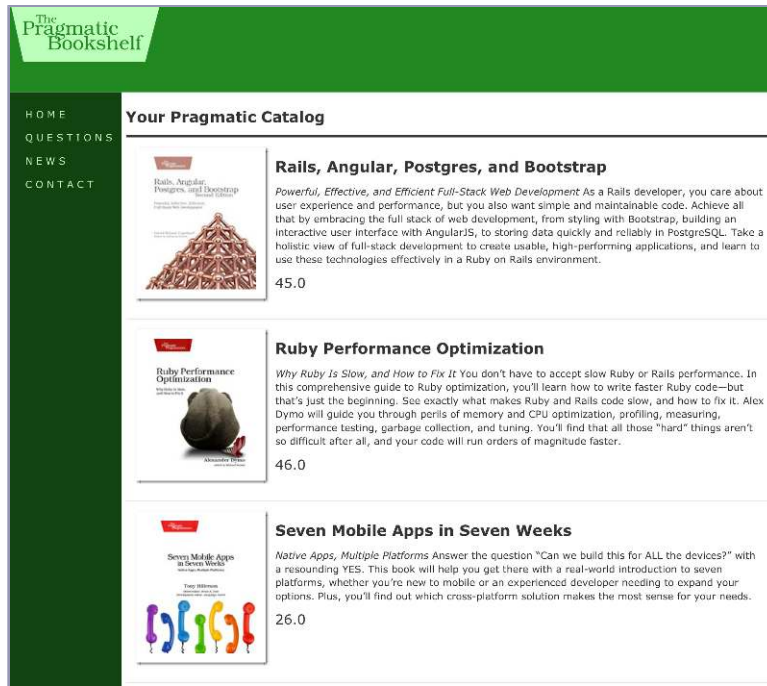 The
Pragmatic
Bookshelf
HOME
QUESTIONS
NEWS
CONTACT
Your Pragmatic Catalog
Rails, Angular,
Postgres, and Bootstrap
Second Edition
Rails, Angular, Postgres, and Bootstrap
Powerful, Effective, and Efficient Full-Stack Web Development As a Rails developer, you care about
user experience and performance, but you also want simple and maintainable code. Achieve all
that by embracing the full stack of web development, from styling with Bootstrap, building an
interactive user interface with AngularJS, to storing data quickly and reliably in PostgreSQL. Take a
holistic view of full-stack development to create usable, high-performing applications, and learn to
use these technologies effectively in a Ruby on Rails environment.
45.0
Ruby Performance
Optimization
Why Ruby Is Slow,
and How to Fix It
Alexander Dymo
Ruby Performance Optimization
Why Ruby Is Slow, and How to Fix It You don't have to accept slow Ruby or Rails performance. In
this comprehensive guide to Ruby optimization, you'll learn how to write faster Ruby code—but
that's just the beginning. See exactly what makes Ruby and Rails code slow, and how to fix it. Alex
Dymo will guide you through perils of memory and CPU optimization, profiling, measuring,
performance testing, garbage collection, and tuning. You'll find that all those “hard” things aren't
so difficult after all, and your code will run orders of magnitude faster.
46.0
Seven Mobile Apps
in Seven Weeks
Native Apps, Multiple Platforms
Tony Hillerson
Seven Mobile Apps in Seven Weeks
Native Apps, Multiple Platforms Answer the question “Can we build this for ALL the devices?” with
a resounding YES. This book will help you get there with a real-world introduction to seven
platforms, whether you're new to mobile or an experienced developer needing to expand your
options. Plus, you'll find out which cross-platform solution makes the most sense for your needs.
26.0